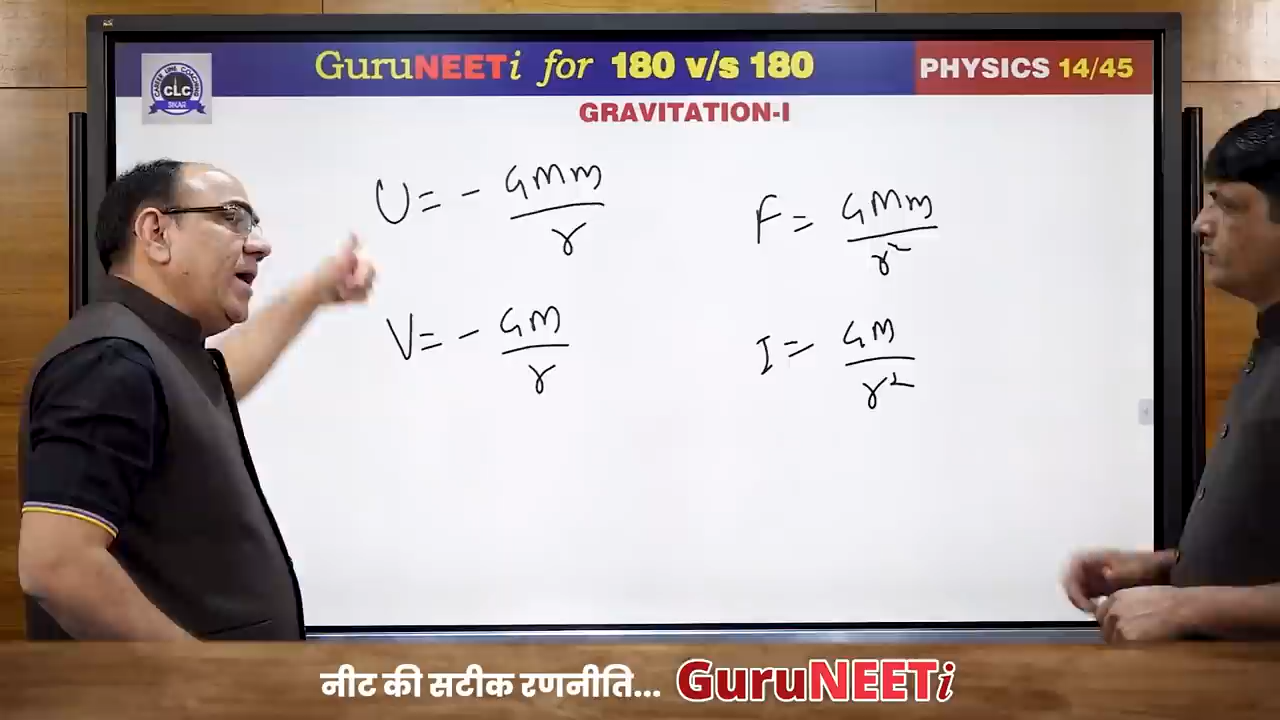 GuruNEETi for 180 v/s 180
PHYSICS 14/45
CLC
SIKAR
GRAVITATION-I
U = - GMm/r
F = GMm/r²
V = - GM/r
I = GM/r²
नीट की सटीक रणनीति... GuruNEETi